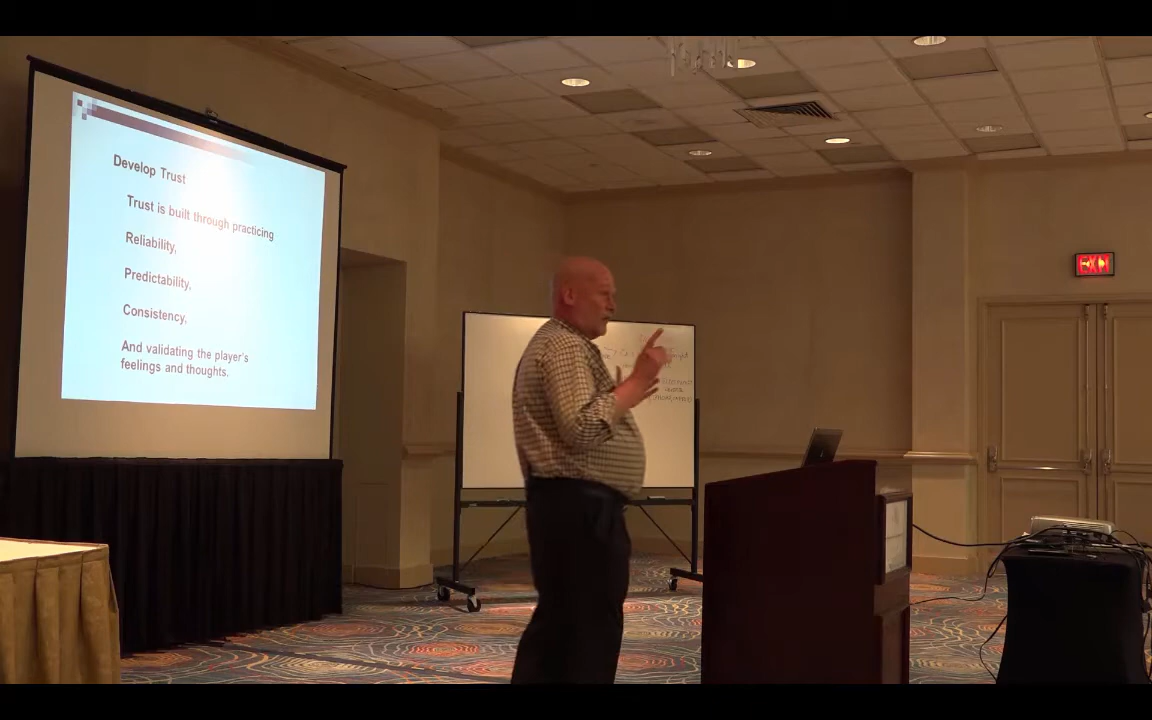 Develop Trust
Trust is built through practicing
Reliability,
Predictability,
Consistency,
And validating the player's
feelings and thoughts.
EXIT